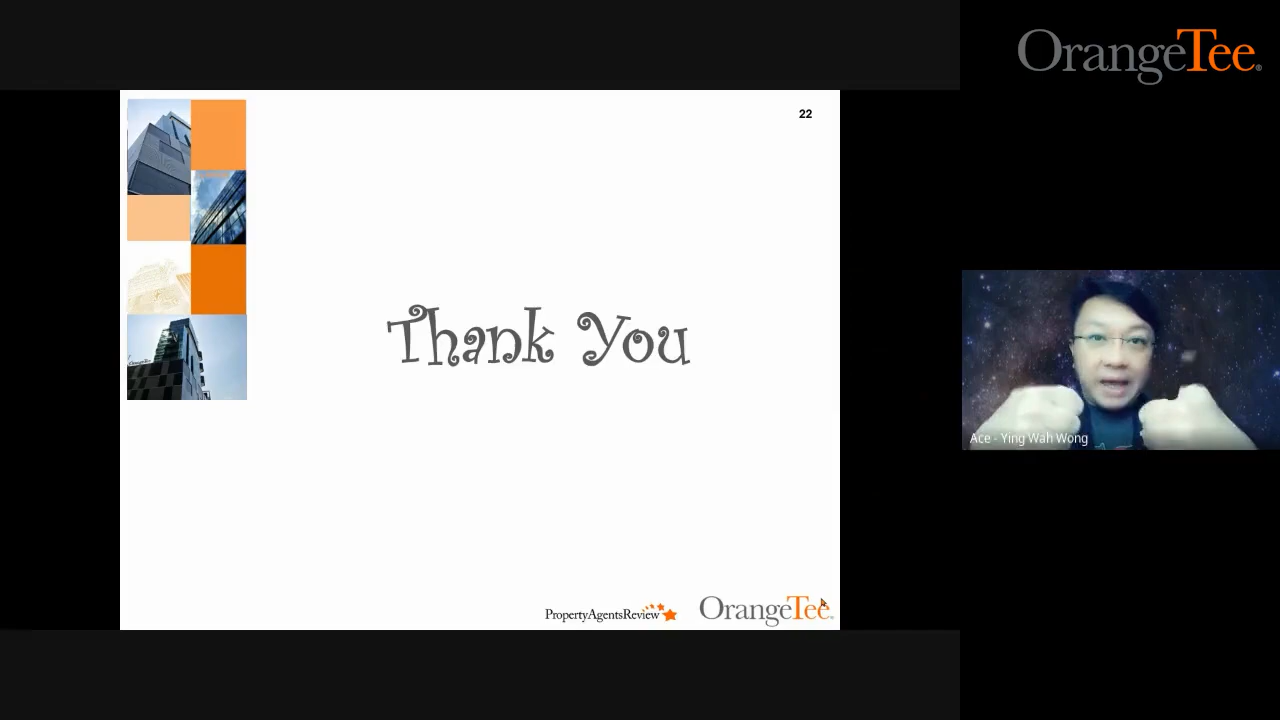 OrangeTee®
22
Thank You
Ace - Ying Wah Wong
PropertyAgentsReview
OrangeTee®